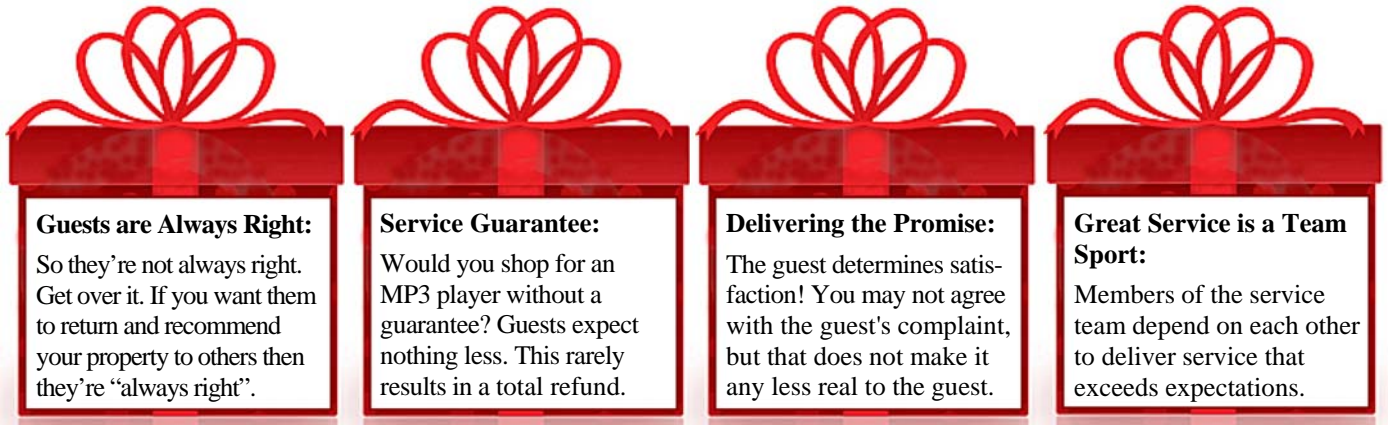 Guests are Always Right:
So they’re not always right.
Get over it. If you want them
to return and recommend
your property to others then
they’re “always right”.
Service Guarantee:
Would you shop for an
MP3 player without a
guarantee? Guests expect
nothing less. This rarely
results in a total refund.
Delivering the Promise:
The guest determines satis-
faction! You may not agree
with the guest's complaint,
but that does not make it
any less real to the guest.
Great Service is a Team
Sport:
Members of the service
team depend on each other
to deliver service that
exceeds expectations.